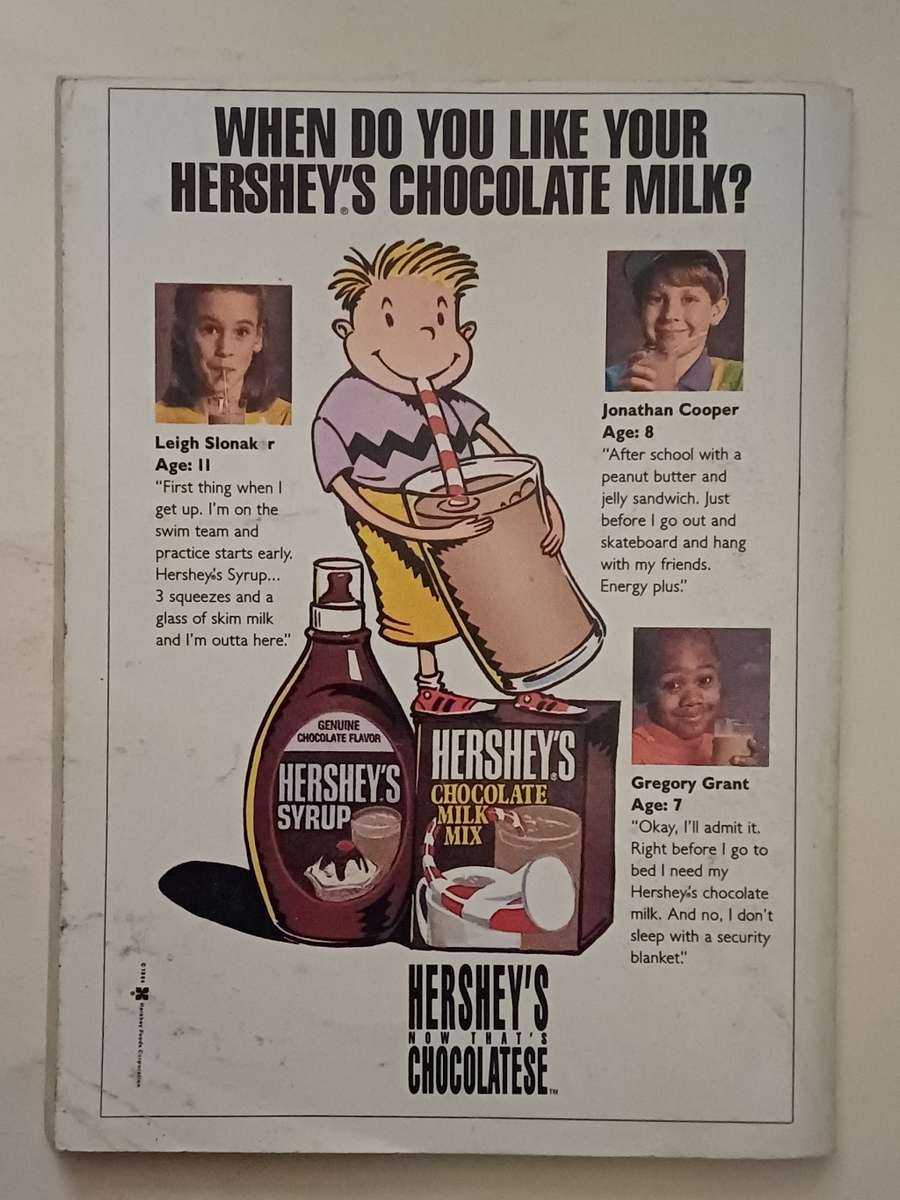 WHEN DO YOU LIKE YOUR
HERSHEY'S CHOCOLATE MILK?
Leigh
Age: 11
"First thing when I
get up. I'm on the
swim team and
practice starts early.
Hershey's Syrup...
3 squeezes and a
glass of skim milk
and I'm outta here."
Jonathan Cooper
Age: 8
"After school with a
peanut butter and
jelly sandwich. Just
before I go out and
skateboard and hang
with my friends.
Energy plus."
Gregory Grant
Age: 7
"Okay, I'll admit it.
Right before I go to
bed I need my
Hershey's chocolate
milk. And no, I don't
sleep with a security
blanket."
GENUINE
CHOCOLATE FLAVOR
HERSHEY'S
SYRUP
HERSHEY'S
CHOCOLATE
MILK
MIX
HERSHEY'S
NOW THAT'S
CHOCOLATESE™
Hershey Foods Corporation